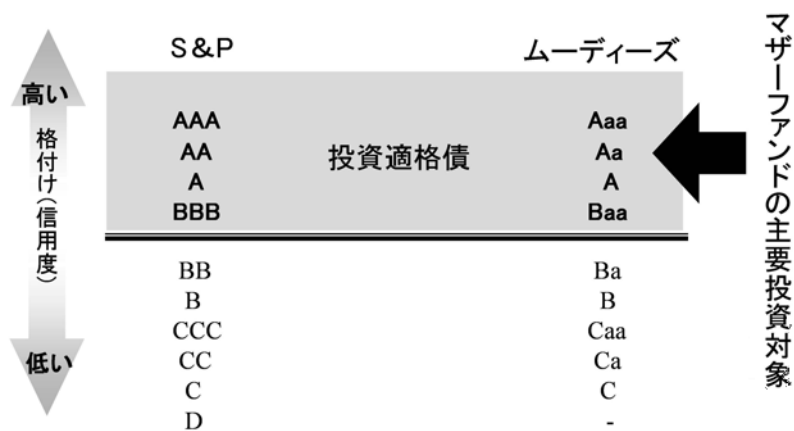 S&P ムーディーズ
高い
格付け(信用度)
低い
AAA Aaa
AA 投資適格債 Aa
A A
BBB Baa
BB Ba
B B
CCC Caa
CC Ca
C C
D -
マザーファンドの主要投資対象